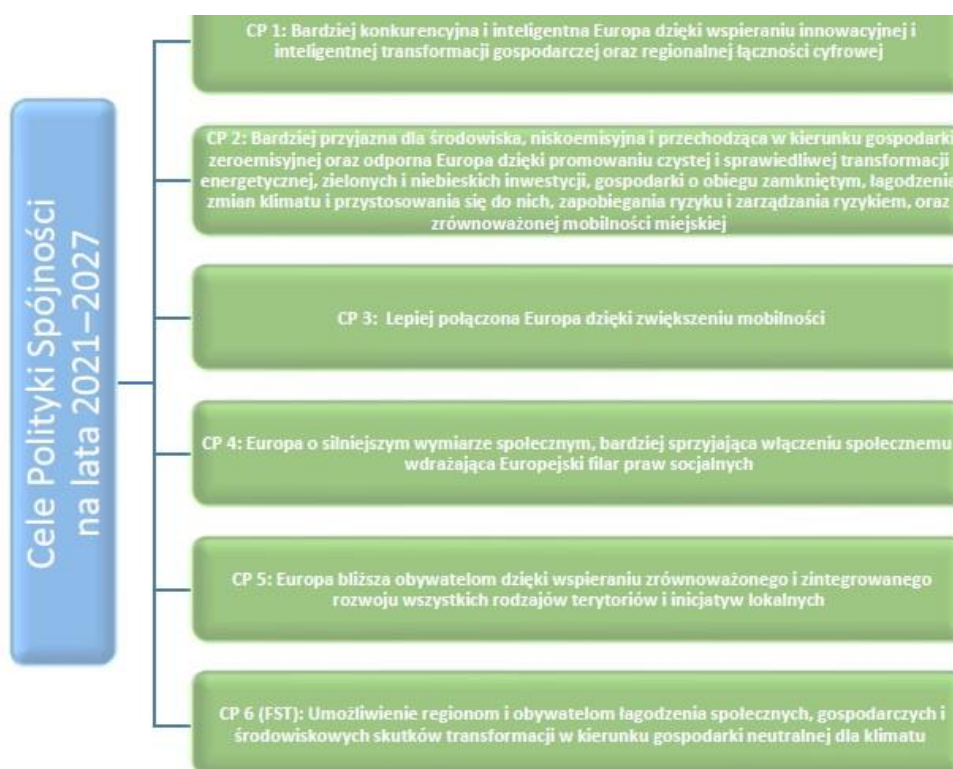 Cele Polityki Spójności
na lata 2021–2027
CP 1: Bardziej konkurencyjna i inteligentna Europa dzięki wspieraniu innowacyjnej i
inteligentnej transformacji gospodarczej oraz regionalnej łączności cyfrowej
CP 2: Bardziej przyjazna dla środowiska, niskoemisyjna i przechodząca w kierunku gospodarki
zeroemisyjnej oraz odporna Europa dzięki promowaniu czystej i sprawiedliwej transformacji
energetycznej, zielonych i niebieskich inwestycji, gospodarki o obiegu zamkniętym, łagodzenia
zmian klimatu i przystosowania się do nich, zapobiegania ryzyku i zarządzania ryzykiem, oraz
zrównoważonej mobilności miejskiej
CP 3: Lepiej połączona Europa dzięki zwiększeniu mobilności
CP 4: Europa o silniejszym wymiarze społecznym, bardziej sprzyjająca włączeniu społecznemu
wdrażająca Europejski filar praw socjalnych
CP 5: Europa bliższa obywatelom dzięki wspieraniu zrównoważonego i zintegrowanego
rozwoju wszystkich rodzajów terytoriów i inicjatyw lokalnych
CP 6 (FST): Umożliwienie regionom i obywatelom łagodzenia społecznych, gospodarczych i
środowiskowych skutków transformacji w kierunku gospodarki neutralnej dla klimatu